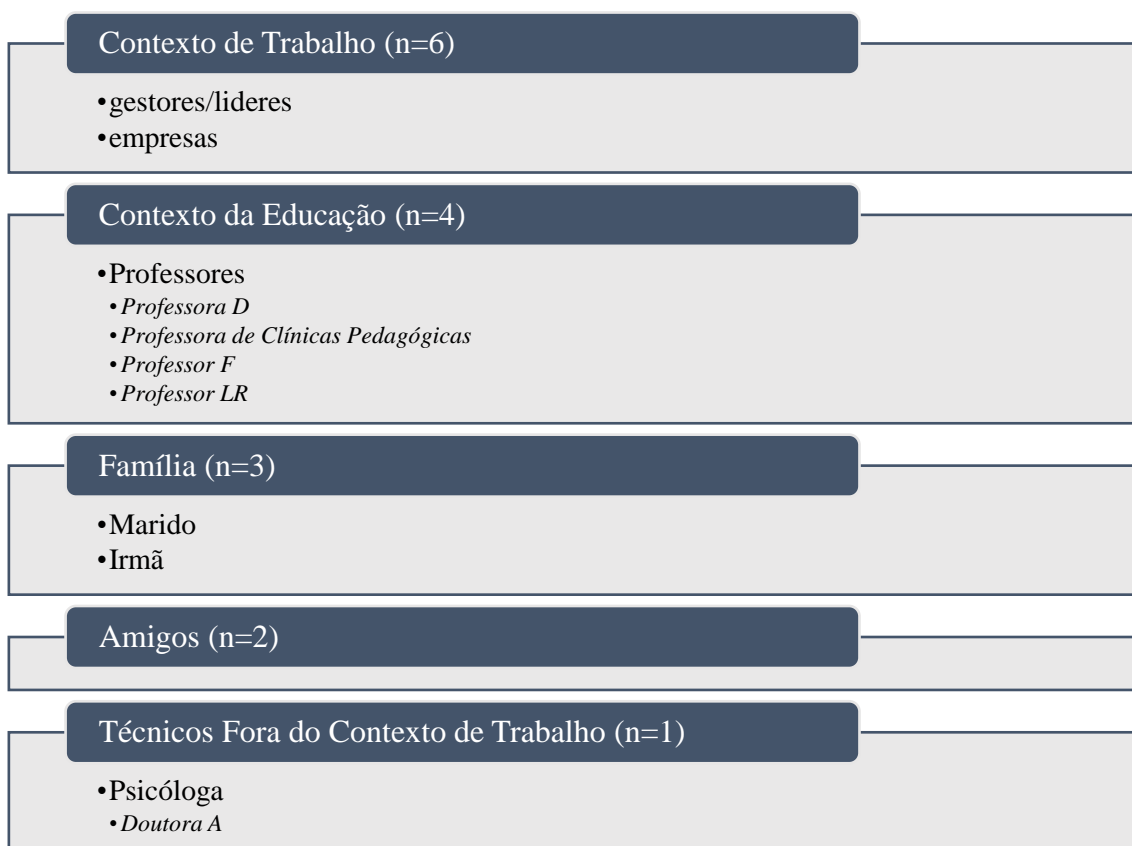 Contexto de Trabalho (n=6)
•gestores/lideres
•empresas
Contexto da Educação (n=4)
•Professores
•Professora D
•Professora de Clínicas Pedagógicas
•Professor F
•Professor LR
Família (n=3)
•Marido
•Irmã
Amigos (n=2)
Técnicos Fora do Contexto de Trabalho (n=1)
•Psicóloga
•Doutora A